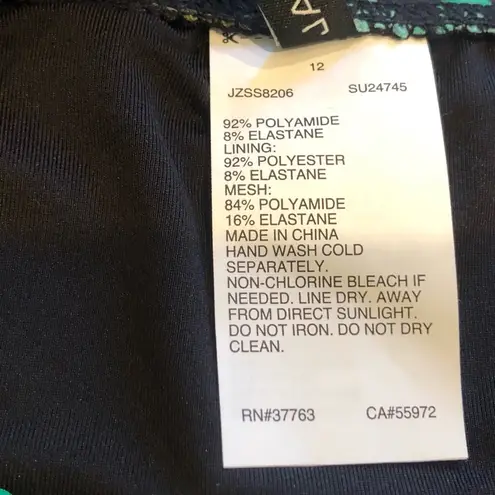 12
JZSS8206 SU24745
92% POLYAMIDE
8% ELASTANE
LINING:
92% POLYESTER
8% ELASTANE
MESH:
84% POLYAMIDE
16% ELASTANE
MADE IN CHINA
HAND WASH COLD
SEPARATELY.
NON-CHLORINE BLEACH IF
NEEDED. LINE DRY. AWAY
FROM DIRECT SUNLIGHT.
DO NOT IRON. DO NOT DRY
CLEAN.
RN#37763 CA#55972